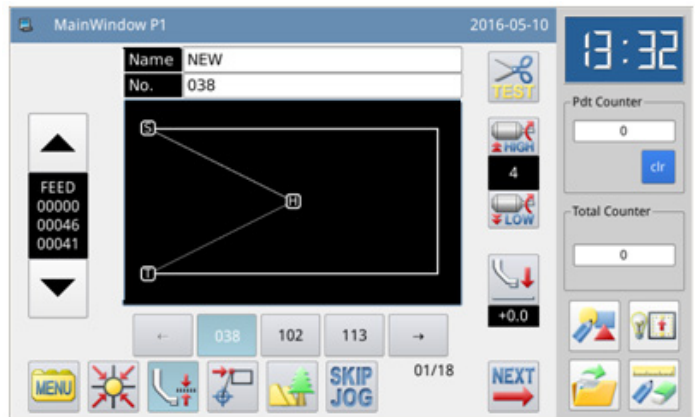 MainWindow P1
2016-05-10
13:32
Name NEW
No. 038
TEST
HIGH
4
LOW
+0.0
FEED
00000
00046
00041
S
H
T
Pdt Counter
0
clr
Total Counter
0
← 038 102 113 →
MENU
SKIP
JOG
01/18
NEXT